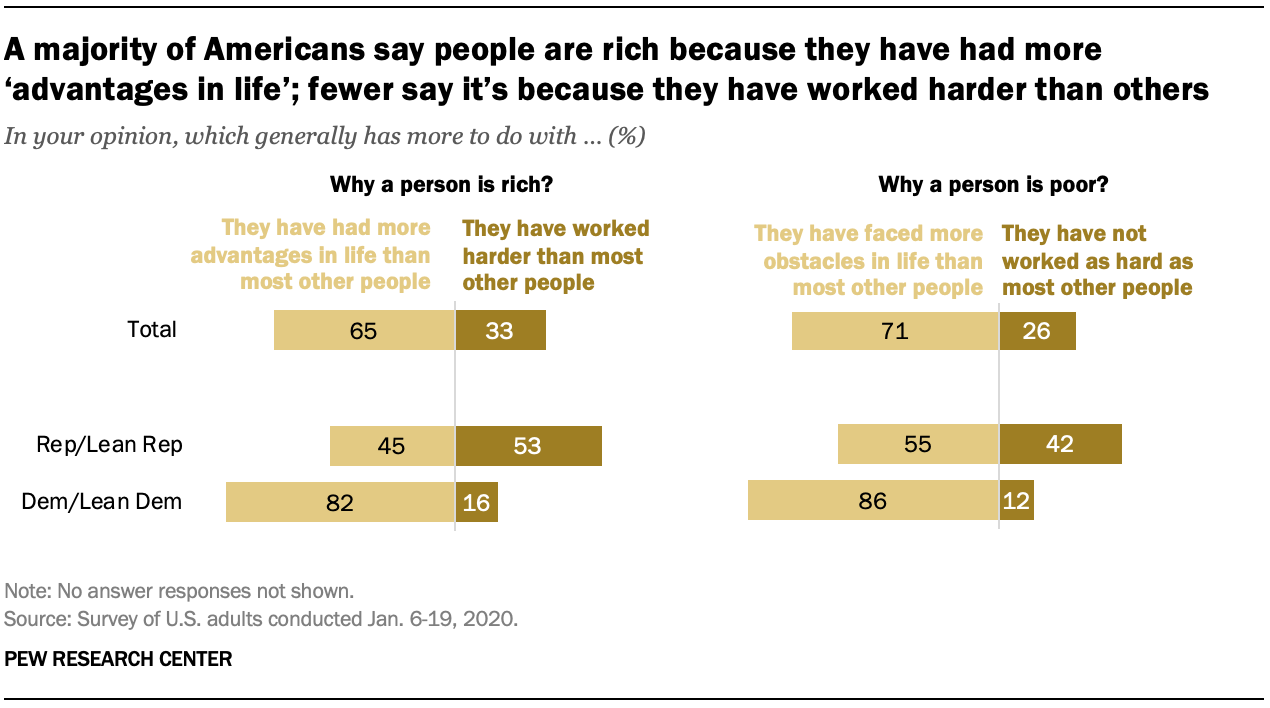 A majority of Americans say people are rich because they have had more
‘advantages in life’; fewer say it’s because they have worked harder than others
In your opinion, which generally has more to do with ... (%)
Why a person is rich?
They have had more
advantages in life than
most other people
They have worked
harder than most
other people
Total
65
33
Rep/Lean Rep
45
53
Dem/Lean Dem
82
16
Why a person is poor?
They have faced more
obstacles in life than
most other people
They have not
worked as hard as
most other people
71
26
55
42
86
12
Note: No answer responses not shown.
Source: Survey of U.S. adults conducted Jan. 6-19, 2020.
PEW RESEARCH CENTER